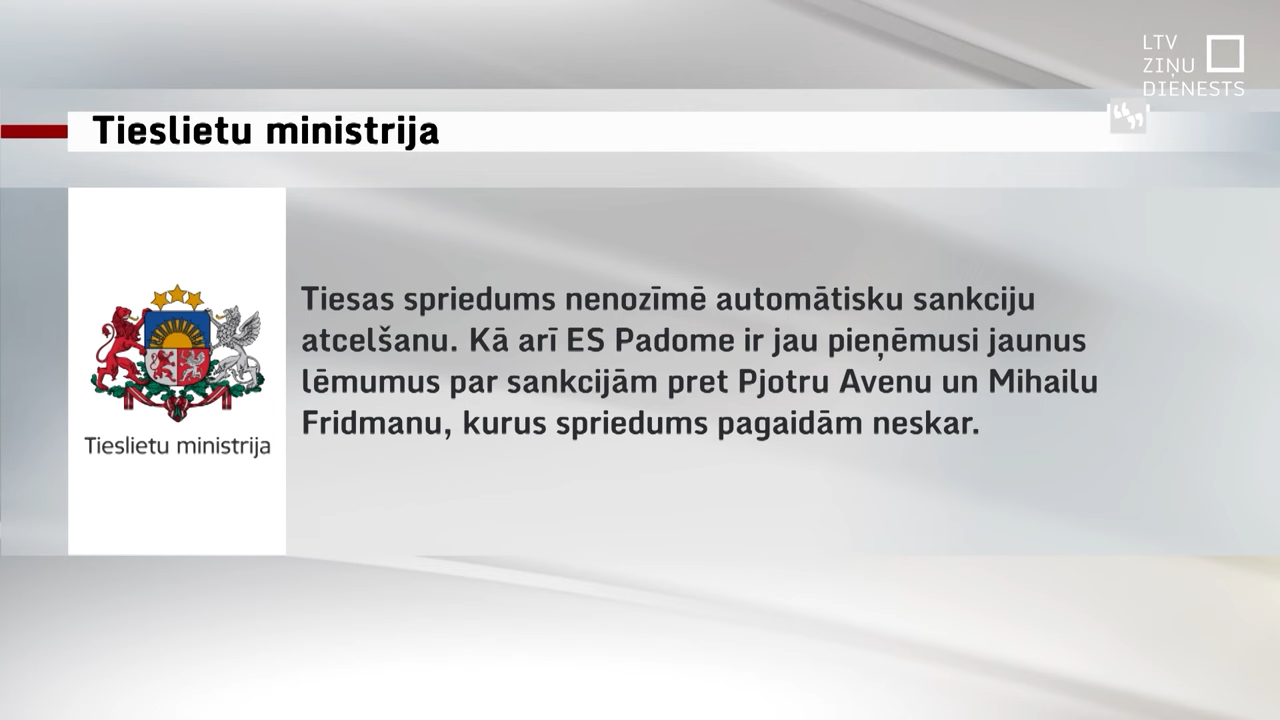 LTV
ZIŅU
DIENESTS
Tieslietu ministrija
Tiesas spriedums nenozīmē automātisku sankciju
atcelšanu. Kā arī ES Padome ir jau pieņēmusi jaunus
lēmumus par sankcijām pret Pjotru Avenu un Mihailu
Fridmanu, kurus spriedums pagaidām neskar.
Tieslietu ministrija